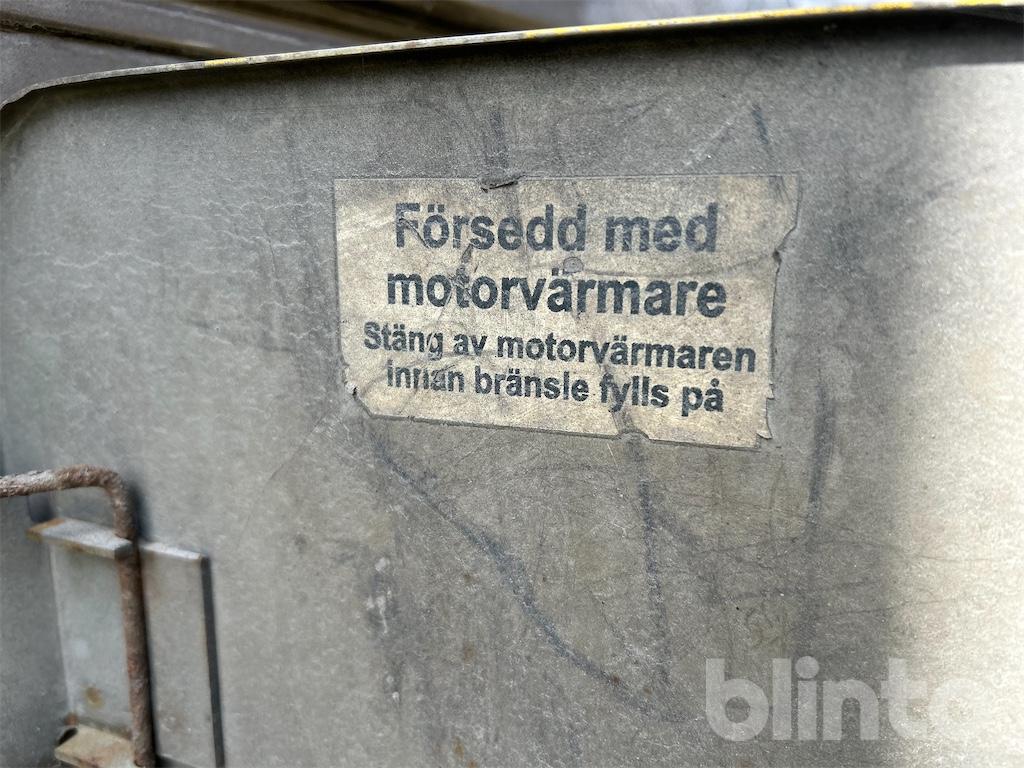 Försedd med
motorvärmare
Stäng av motorvärmaren
innan bränsle fylls på
blinto